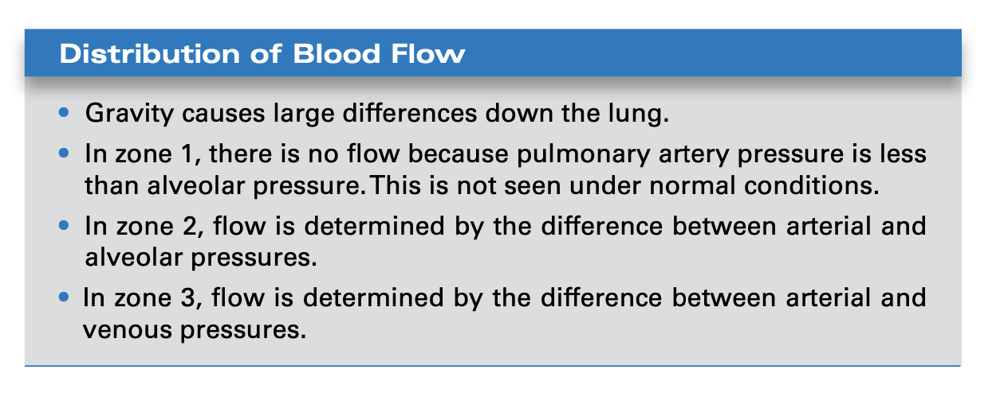 Distribution of Blood Flow
• Gravity causes large differences down the lung.
• In zone 1, there is no flow because pulmonary artery pressure is less
than alveolar pressure. This is not seen under normal conditions.
• In zone 2, flow is determined by the difference between arterial and
alveolar pressures.
• In zone 3, flow is determined by the difference between arterial and
venous pressures.